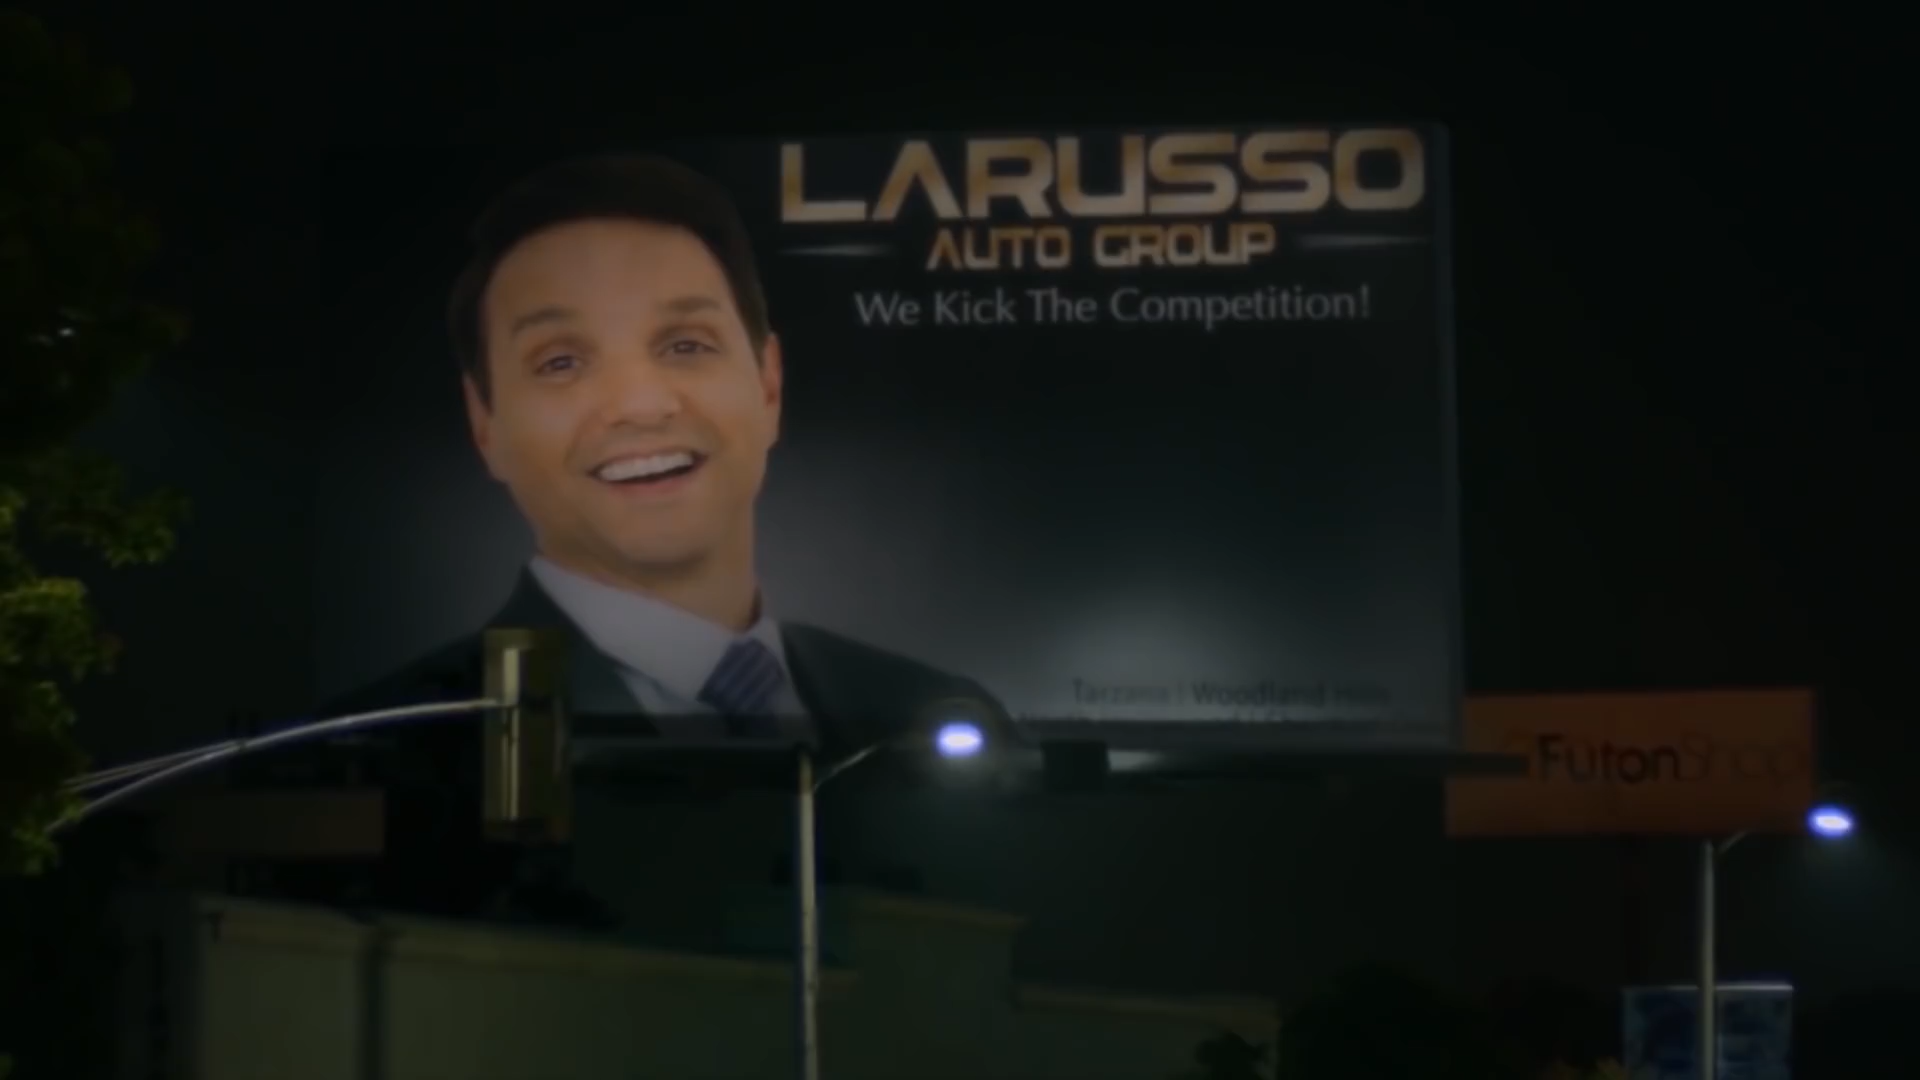 LARUSSO
AUTO GROUP
We Kick The Competition!
Tarzana | Woodland Hills
FutonShop